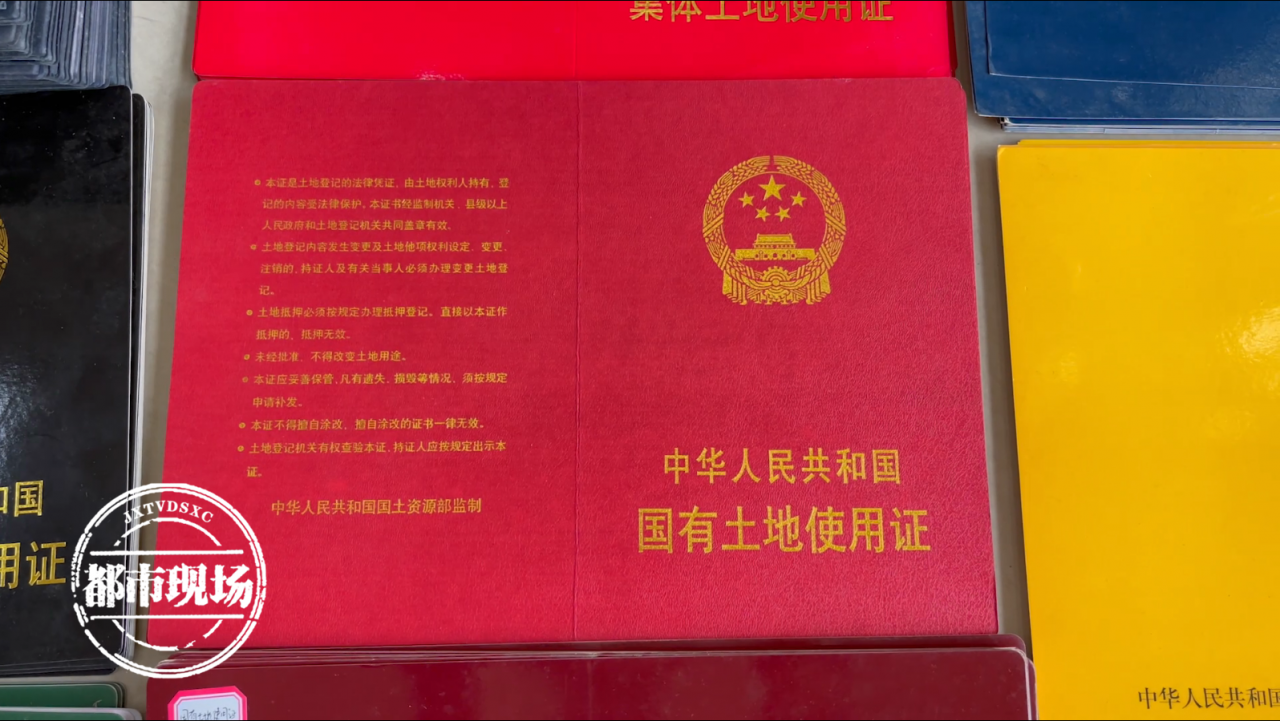 集体土地使用证
● 本证是土地登记的法律凭证，由土地权利人持有，登
记的内容受法律保护。本证书经监制机关、县级以上
人民政府和土地登记机关共同盖章有效。
● 土地登记内容发生变更及土地他项权利设定、变更、
注销的，持证人及有关当事人必须办理变更土地登
记。
● 土地抵押必须按规定办理抵押登记。直接以本证作
抵押的，抵押无效。
● 未经批准，不得改变土地用途。
● 本证应妥善保管，凡有遗失、损毁等情况，须按规定
申请补发。
● 本证不得擅自涂改，擅自涂改的证书一律无效。
● 土地登记机关有权查验本证，持证人应按规定出示本
证。
中华人民共和国国土资源部监制
中华人民共和国
国有土地使用证
和国
用证
JXTVDSXC
都市现场
中华人民共和国